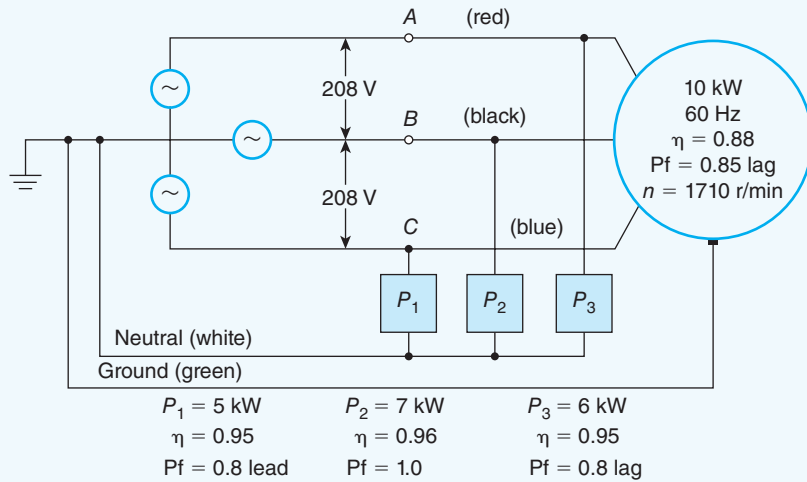 A (red)
208 V
B (black)
208 V
C (blue)
10 kW
60 Hz
η = 0.88
Pf = 0.85 lag
n = 1710 r/min
P₁ P₂ P₃
Neutral (white)
Ground (green)
P₁ = 5 kW P₂ = 7 kW P₃ = 6 kW
η = 0.95 η = 0.96 η = 0.95
Pf = 0.8 lead Pf = 1.0 Pf = 0.8 lag